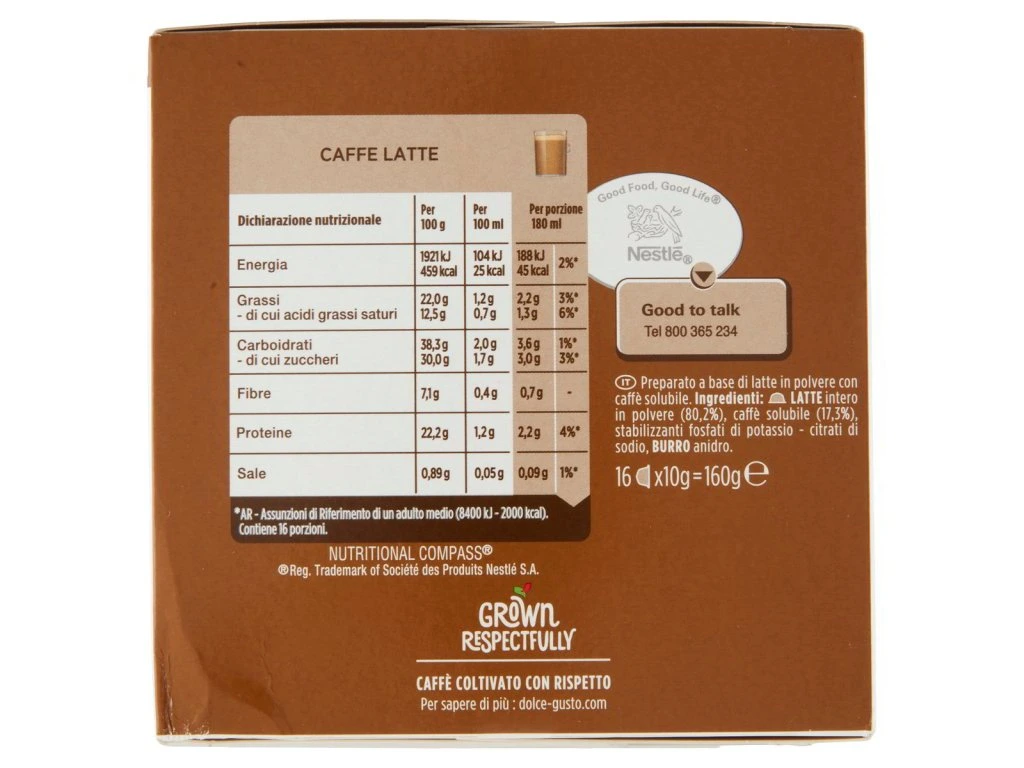 CAFFE LATTE
Dichiarazione nutrizionale Per 100 g Per 100 ml Per porzione 180 ml
Energia 1921 kJ 459 kcal 104 kJ 25 kcal 188 kJ 45 kcal 2%*
Grassi 22,0 g 1,2 g 2,2 g 3%*
- di cui acidi grassi saturi 12,5 g 0,7 g 1,3 g 6%*
Carboidrati 38,3 g 2,0 g 3,6 g 1%*
- di cui zuccheri 30,0 g 1,7 g 3,0 g 3%*
Fibre 7,1 g 0,4 g 0,7 g -
Proteine 22,2 g 1,2 g 2,2 g 4%*
Sale 0,89 g 0,05 g 0,09 g 1%*
*AR - Assunzioni di Riferimento di un adulto medio (8400 kJ - 2000 kcal).
Contiene 16 porzioni.
NUTRITIONAL COMPASS®
®Reg. Trademark of Société des Produits Nestlé S.A.
Good Food, Good Life®
Nestlé®
Good to talk
Tel 800 365 234
IT Preparato a base di latte in polvere con
caffè solubile. Ingredienti: LATTE intero
in polvere (80,2%), caffè solubile (17,3%),
stabilizzanti fosfati di potassio - citrati di
sodio, BURRO anidro.
16 x10g=160g e
GROWN
RESPECTFULLY
CAFFÈ COLTIVATO CON RISPETTO
Per sapere di più : dolce-gusto.com